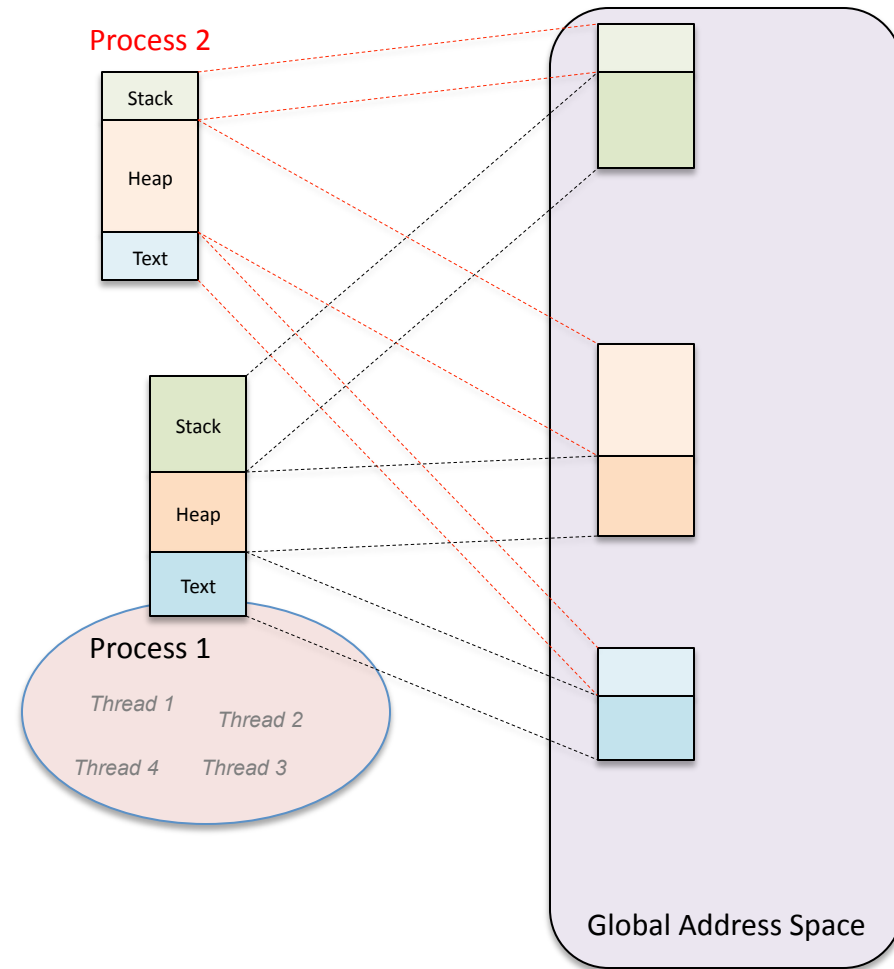 Process 2
Stack
Heap
Text
Stack
Heap
Text
Process 1
Thread 1
Thread 2
Thread 4
Thread 3
Global Address Space